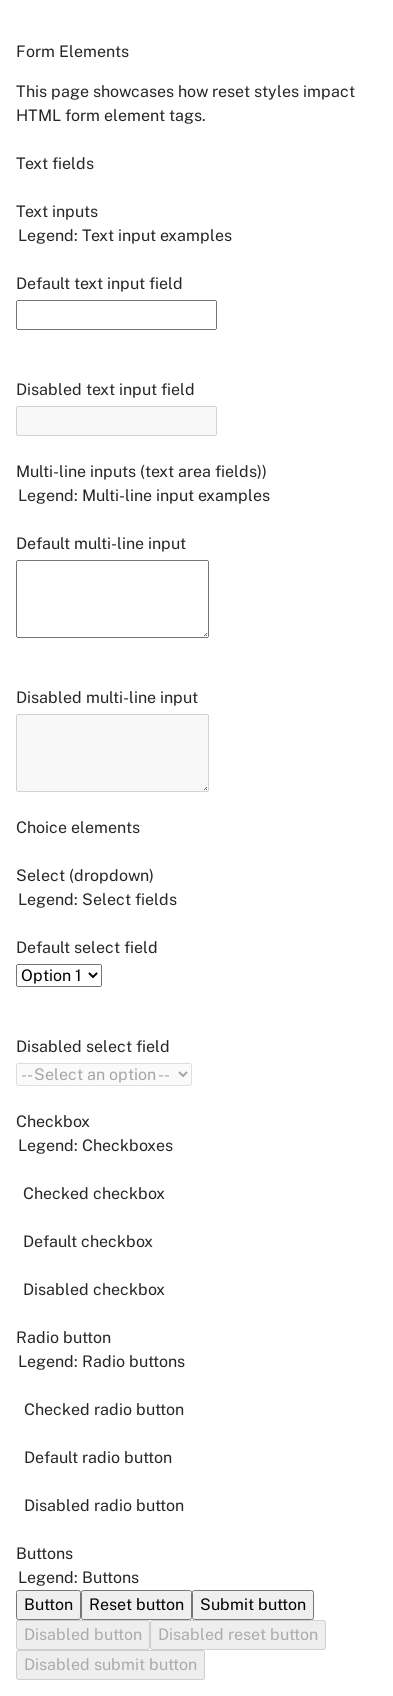 Form Elements
This page showcases how reset styles impact
HTML form element tags.
Text fields
Text inputs
Legend: Text input examples
Default text input field
Disabled text input field
Multi-line inputs (text area fields))
Legend: Multi-line input examples
Default multi-line input
Disabled multi-line input
Choice elements
Select (dropdown)
Legend: Select fields
Default select field
Option 1
Disabled select field
--Select an option--
Checkbox
Legend: Checkboxes
Checked checkbox
Default checkbox
Disabled checkbox
Radio button
Legend: Radio buttons
Checked radio button
Default radio button
Disabled radio button
Buttons
Legend: Buttons
Button Reset button Submit button
Disabled button Disabled reset button
Disabled submit button